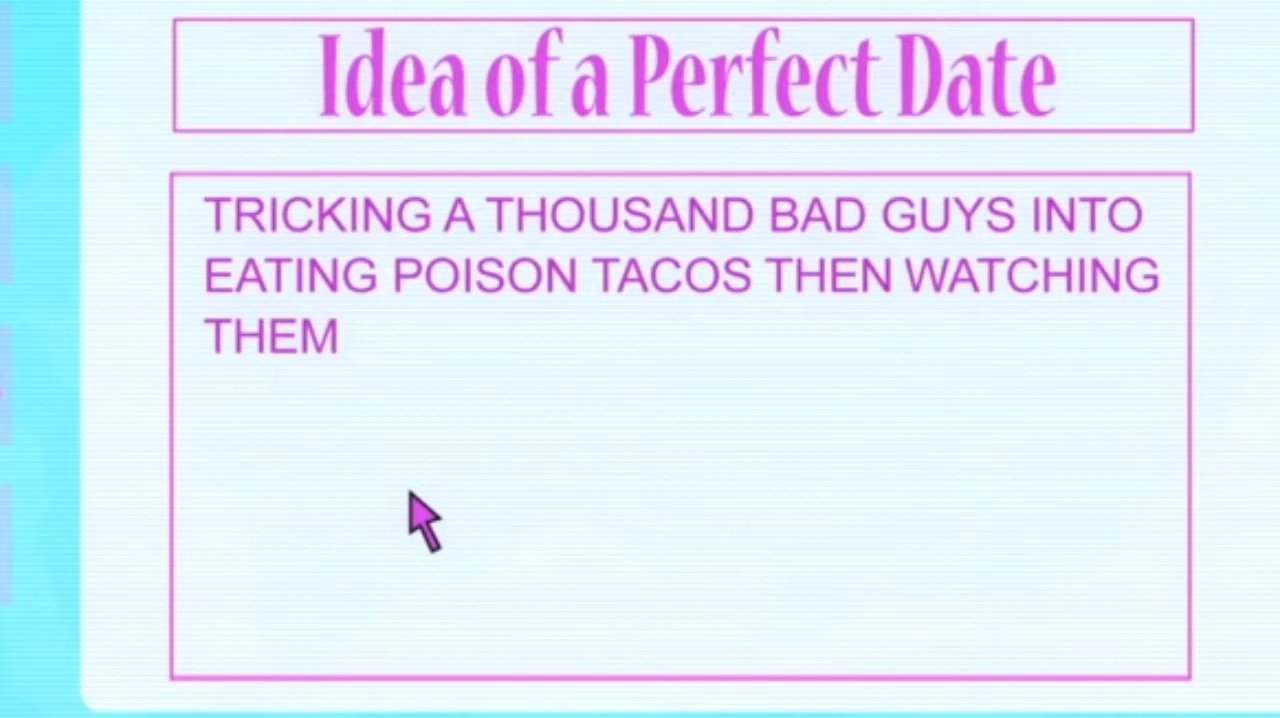 Idea of a Perfect Date
TRICKING A THOUSAND BAD GUYS INTO
EATING POISON TACOS THEN WATCHING
THEM